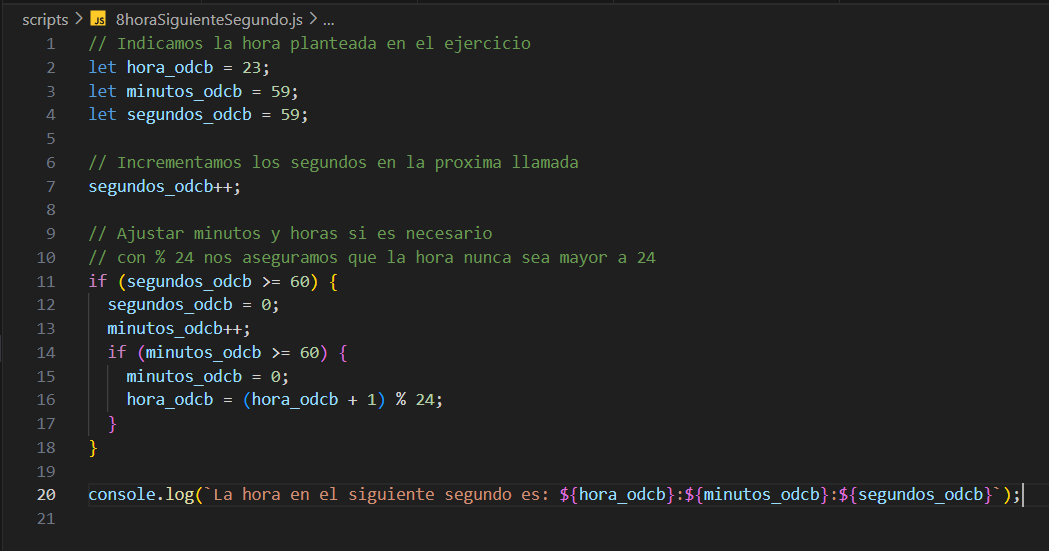 scripts > JS 8horaSiguienteSegundo.js > ...
1 // Indicamos la hora planteada en el ejercicio
2 let hora_odcb = 23;
3 let minutos_odcb = 59;
4 let segundos_odcb = 59;
5
6 // Incrementamos los segundos en la proxima llamada
7 segundos_odcb++;
8
9 // Ajustar minutos y horas si es necesario
10 // con % 24 nos aseguramos que la hora nunca sea mayor a 24
11 if (segundos_odcb >= 60) {
12   segundos_odcb = 0;
13   minutos_odcb++;
14   if (minutos_odcb >= 60) {
15     minutos_odcb = 0;
16     hora_odcb = (hora_odcb + 1) % 24;
17   }
18 }
19
20 console.log(`La hora en el siguiente segundo es: ${hora_odcb}:${minutos_odcb}:${segundos_odcb}`);
21